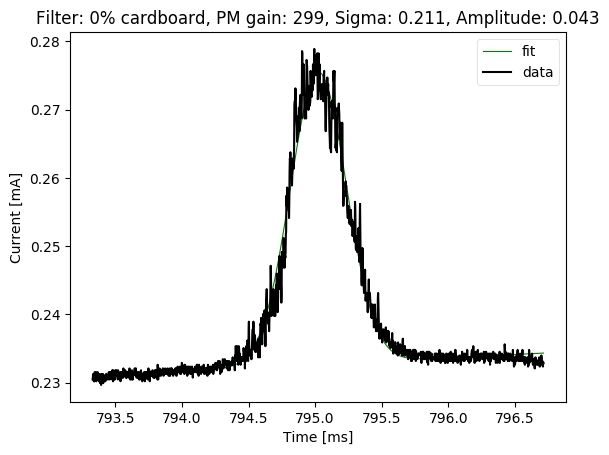 Filter: 0% cardboard, PM gain: 299, Sigma: 0.211, Amplitude: 0.043
0.28
fit
data
0.27
0.26
Current [mA]
0.25
0.24
0.23
793.5 794.0 794.5 795.0 795.5 796.0 796.5
Time [ms]